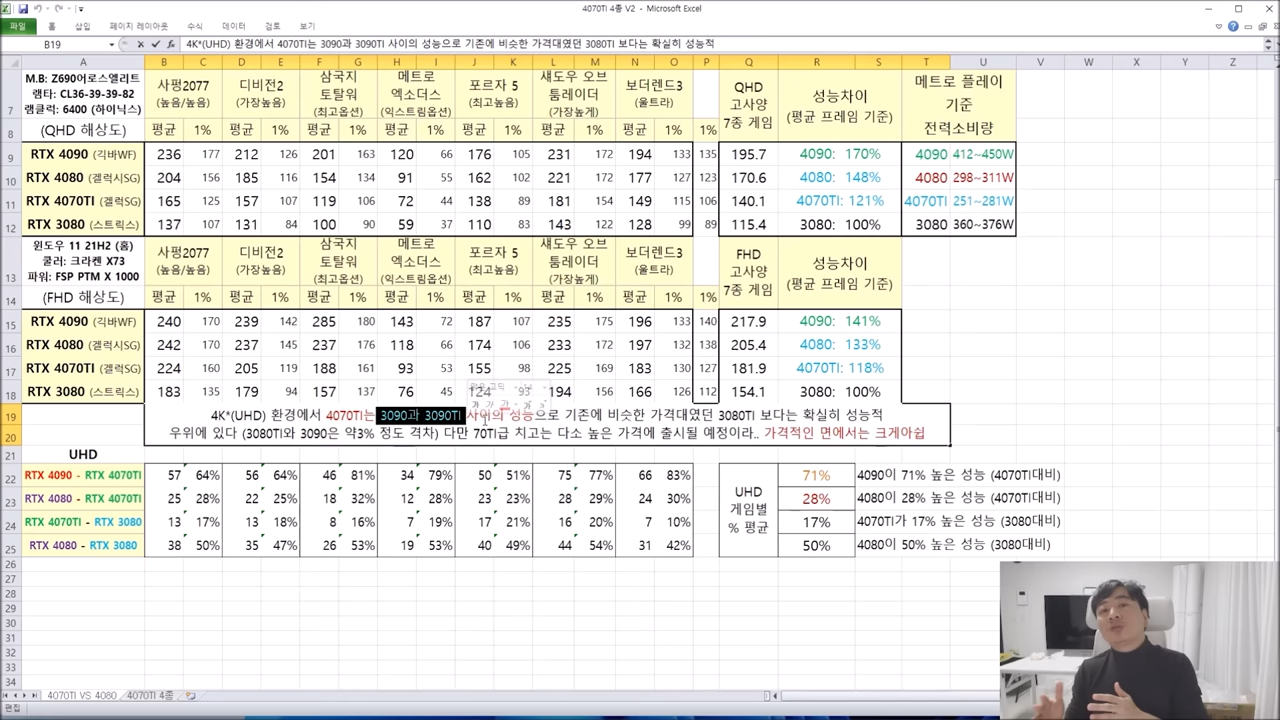 4070TI 4종 V2 - Microsoft Excel
파일 홈 삽입 페이지 레이아웃 수식 데이터 검토 보기
B19 fx 4K*(UHD) 환경에서 4070TI는 3090과 3090TI 사이의 성능으로 기존에 비슷한 가격대였던 3080TI 보다는 확실히 성능적
A B C D E F G H I J K L M N O P Q R S T U V W X Y Z
M.B: Z690어로스엘리트
램타: CL36-39-39-82
7 램클럭: 6400 (하이닉스)
사펑2077 (높음/높음) 디비전2 (가장높음) 삼국지 토탈워 (최고옵션) 메트로 엑소더스 (익스트림옵션) 포르자 5 (최고높음) 섀도우 오브 툼레이더 (가장높게) 보더랜드3 (울트라) QHD 고사양 7종 게임 성능차이 (평균 프레임 기준) 메트로 플레이 기준 전력소비량
8 (QHD 해상도) 평균 1% 평균 1% 평균 1% 평균 1% 평균 1% 평균 1% 평균 1% 1%
9 RTX 4090 (긱바WF) 236 177 212 126 201 163 120 66 176 105 231 172 194 133 135 195.7 4090: 170% 4090 412~450W
10 RTX 4080 (겔럭시SG) 204 156 185 116 154 134 91 55 162 102 221 172 177 127 123 170.6 4080: 148% 4080 298~311W
11 RTX 4070TI (겔럭SG) 165 125 157 107 119 106 72 44 138 89 181 154 149 115 106 140.1 4070TI: 121% 4070TI 251~281W
12 RTX 3080 (스트릭스) 137 107 131 84 100 90 59 37 110 83 143 122 128 99 89 115.4 3080: 100% 3080 360~376W
윈도우 11 21H2 (홈)
쿨러: 크라켄 X73
13 파워: FSP PTM X 1000
사펑2077 (높음/높음) 디비전2 (가장높음) 삼국지 토탈워 (최고옵션) 메트로 엑소더스 (익스트림옵션) 포르자 5 (최고높음) 섀도우 오브 툼레이더 (가장높게) 보더랜드3 (울트라) FHD 고사양 7종 게임 성능차이 (평균 프레임 기준)
14 (FHD 해상도) 평균 1% 평균 1% 평균 1% 평균 1% 평균 1% 평균 1% 평균 1% 1%
15 RTX 4090 (긱바WF) 240 170 239 142 285 180 143 72 187 107 235 175 196 133 140 217.9 4090: 141%
16 RTX 4080 (겔럭시SG) 242 170 237 145 237 176 118 66 174 106 233 172 197 132 138 205.4 4080: 133%
17 RTX 4070TI (겔럭SG) 224 160 205 119 188 161 93 53 155 98 225 169 183 130 127 181.9 4070TI: 118%
18 RTX 3080 (스트릭스) 183 135 179 94 157 137 76 45 124 93 194 156 166 126 112 154.1 3080: 100%
19 4K*(UHD) 환경에서 4070TI는 3090과 3090TI 사이의 성능으로 기존에 비슷한 가격대였던 3080TI 보다는 확실히 성능적
20 우위에 있다 (3080TI와 3090은 약3% 정도 격차) 다만 70TI급 치고는 다소 높은 가격에 출시될 예정이라.. 가격적인 면에서는 크게아쉽
21 UHD
22 RTX 4090 - RTX 4070TI 57 64% 56 64% 46 81% 34 79% 50 51% 75 77% 66 83% 71% 4090이 71% 높은 성능 (4070TI대비)
23 RTX 4080 - RTX 4070TI 25 28% 22 25% 18 32% 12 28% 23 23% 28 29% 24 30% UHD 게임별 % 평균 28% 4080이 28% 높은 성능 (4070TI대비)
24 RTX 4070TI - RTX 3080 13 17% 13 18% 8 16% 7 19% 17 21% 16 20% 7 10% 17% 4070TI가 17% 높은 성능 (3080대비)
25 RTX 4080 - RTX 3080 38 50% 35 47% 26 53% 19 53% 40 49% 44 54% 31 42% 50% 4080이 50% 높은 성능 (3080대비)
26
27
28
29
30
31
32
33
34
4070TI VS 4080 4070TI 4종
편집